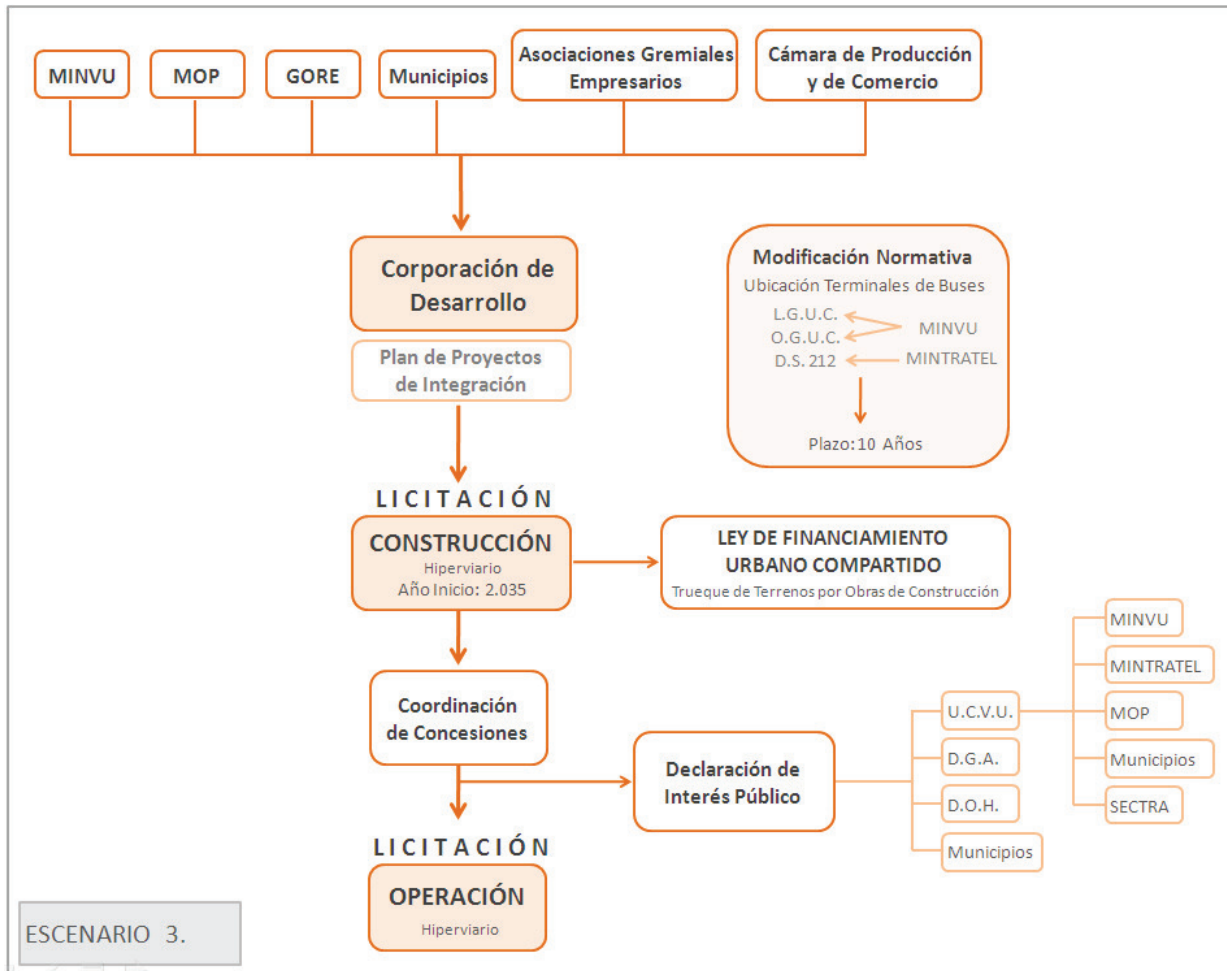 MINVU
MOP
GORE
Municipios
Asociaciones Gremiales
Empresarios
Cámara de Producción
y de Comercio
Corporación de
Desarrollo
Plan de Proyectos
de Integración
Modificación Normativa
Ubicación Terminales de Buses
L.G.U.C.
O.G.U.C.
MINVU
D.S. 212
MINTRATEL
Plazo: 10 Años
LICITACIÓN
CONSTRUCCIÓN
Hiperviario
Año Inicio: 2.035
LEY DE FINANCIAMIENTO
URBANO COMPARTIDO
Trueque de Terrenos por Obras de Construcción
Coordinación
de Concesiones
Declaración de
Interés Público
U.C.V.U.
D.G.A.
D.O.H.
Municipios
MINVU
MINTRATEL
MOP
Municipios
SECTRA
LICITACIÓN
OPERACIÓN
Hiperviario
ESCENARIO 3.